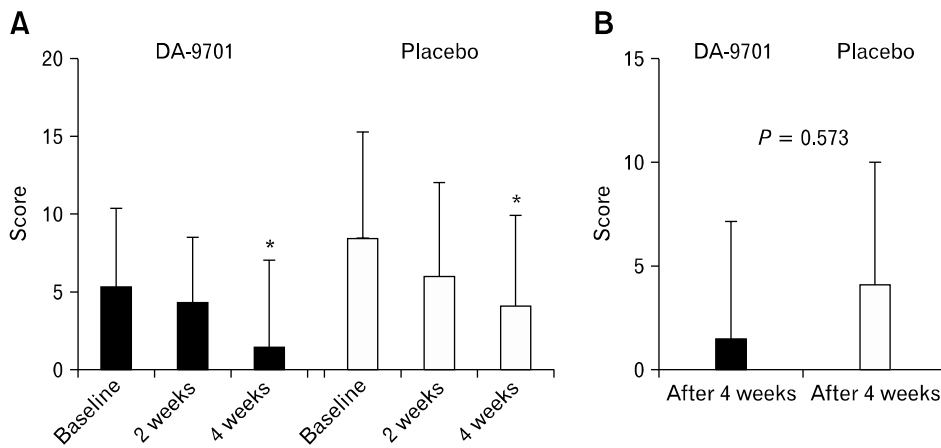 A
DA-9701 Placebo
20
15
10
5
0
Score
*
*
Baseline 2 weeks 4 weeks Baseline 2 weeks 4 weeks
B
DA-9701 Placebo
15
10
5
0
Score
P = 0.573
After 4 weeks After 4 weeks